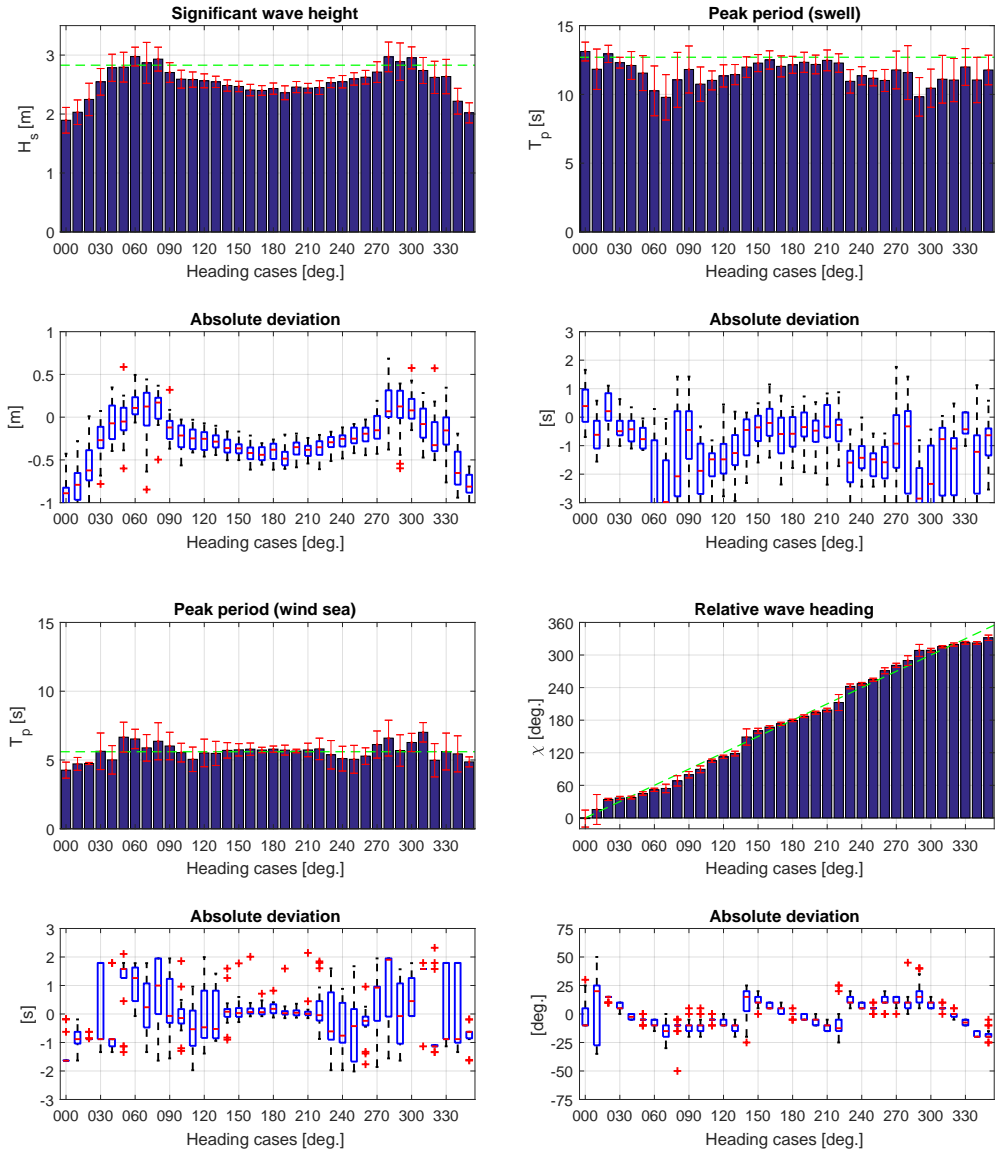 Significant wave height
H_s [m]
3
2
1
0
000 030 060 090 120 150 180 210 240 270 300 330
Heading cases [deg.]
Peak period (swell)
T_p [s]
15
10
5
0
000 030 060 090 120 150 180 210 240 270 300 330
Heading cases [deg.]
Absolute deviation
[m]
1
0.5
0
-0.5
-1
000 030 060 090 120 150 180 210 240 270 300 330
Heading cases [deg.]
Absolute deviation
[s]
3
2
1
0
-1
-2
-3
000 030 060 090 120 150 180 210 240 270 300 330
Heading cases [deg.]
Peak period (wind sea)
T_p [s]
15
10
5
0
000 030 060 090 120 150 180 210 240 270 300 330
Heading cases [deg.]
Relative wave heading
χ [deg.]
360
300
240
180
120
60
0
000 030 060 090 120 150 180 210 240 270 300 330
Heading cases [deg.]
Absolute deviation
[s]
3
2
1
0
-1
-2
-3
000 030 060 090 120 150 180 210 240 270 300 330
Heading cases [deg.]
Absolute deviation
[deg.]
75
50
25
0
-25
-50
-75
000 030 060 090 120 150 180 210 240 270 300 330
Heading cases [deg.]